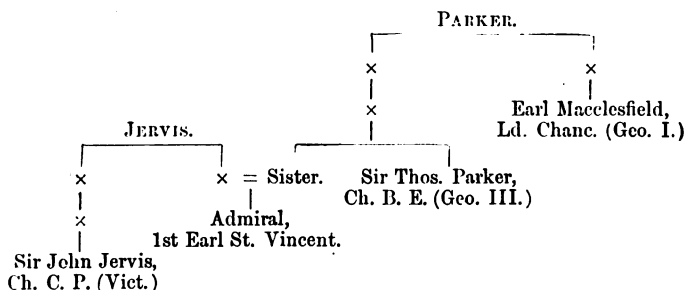 PARKER.
×
×
×
Earl Macclesfield,
Ld. Chanc. (Geo. I.)
JERVIS.
×
× = Sister.
Sir Thos. Parker,
Ch. B. E. (Geo. III.)
×
Admiral,
1st Earl St. Vincent.
Sir John Jervis,
Ch. C. P. (Vict.)